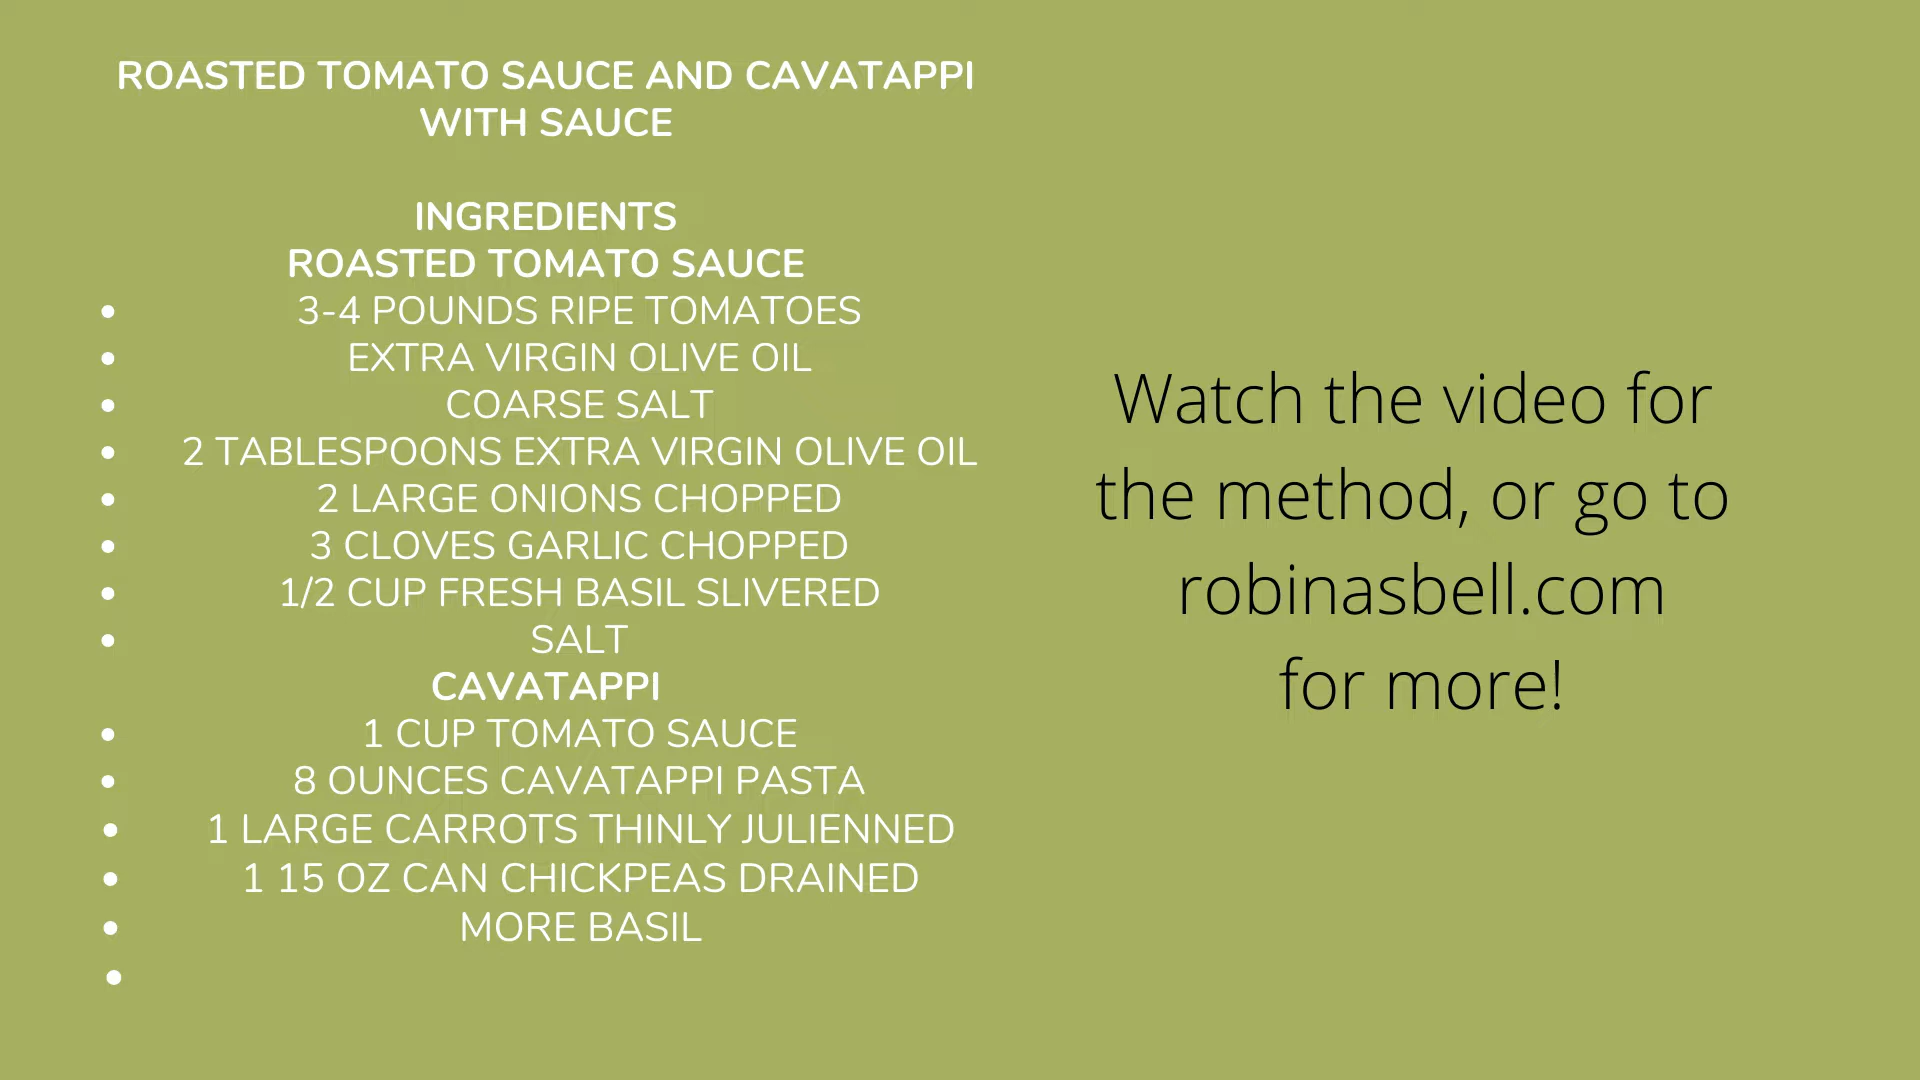 ROASTED TOMATO SAUCE AND CAVATAPPI
WITH SAUCE
INGREDIENTS
ROASTED TOMATO SAUCE
• 3-4 POUNDS RIPE TOMATOES
• EXTRA VIRGIN OLIVE OIL
• COARSE SALT
• 2 TABLESPOONS EXTRA VIRGIN OLIVE OIL
• 2 LARGE ONIONS CHOPPED
• 3 CLOVES GARLIC CHOPPED
• 1/2 CUP FRESH BASIL SLIVERED
• SALT
CAVATAPPI
• 1 CUP TOMATO SAUCE
• 8 OUNCES CAVATAPPI PASTA
• 1 LARGE CARROTS THINLY JULIENNED
• 1 15 OZ CAN CHICKPEAS DRAINED
• MORE BASIL
•
Watch the video for
the method, or go to
robinasbell.com
for more!